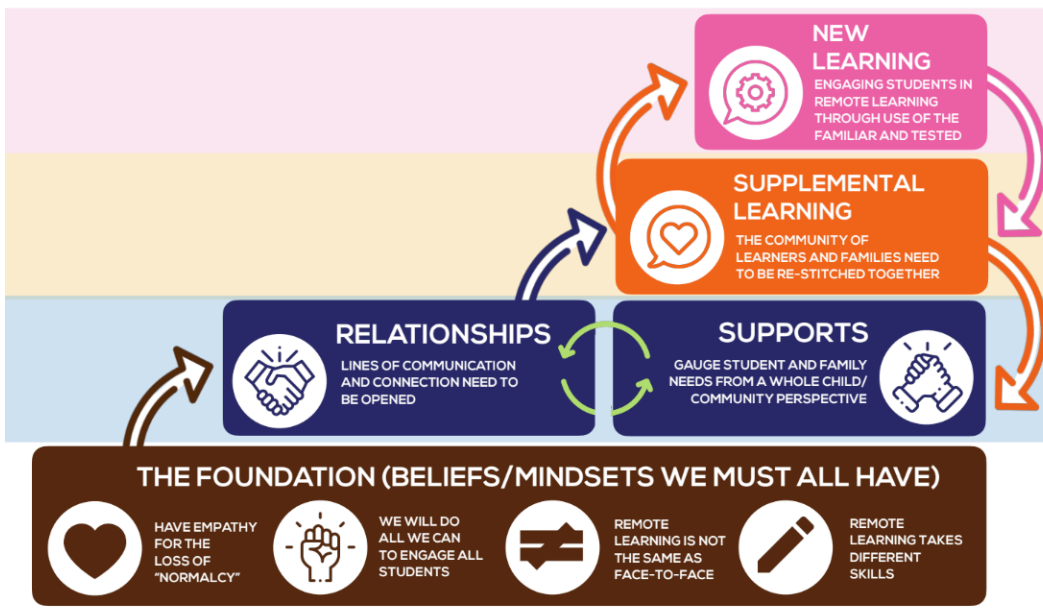 NEW
LEARNING
ENGAGING STUDENTS IN
REMOTE LEARNING
THROUGH USE OF THE
FAMILIAR AND TESTED
SUPPLEMENTAL
LEARNING
THE COMMUNITY OF
LEARNERS AND FAMILIES NEED
TO BE RE-STITCHED TOGETHER
RELATIONSHIPS
LINES OF COMMUNICATION
AND CONNECTION NEED TO
BE OPENED
SUPPORTS
GAUGE STUDENT AND FAMILY
NEEDS FROM A WHOLE CHILD/
COMMUNITY PERSPECTIVE
THE FOUNDATION (BELIEFS/MINDSETS WE MUST ALL HAVE)
HAVE EMPATHY
FOR THE
LOSS OF
"NORMALCY"
WE WILL DO
ALL WE CAN
TO ENGAGE ALL
STUDENTS
REMOTE
LEARNING IS NOT
THE SAME AS
FACE-TO-FACE
REMOTE
LEARNING TAKES
DIFFERENT
SKILLS